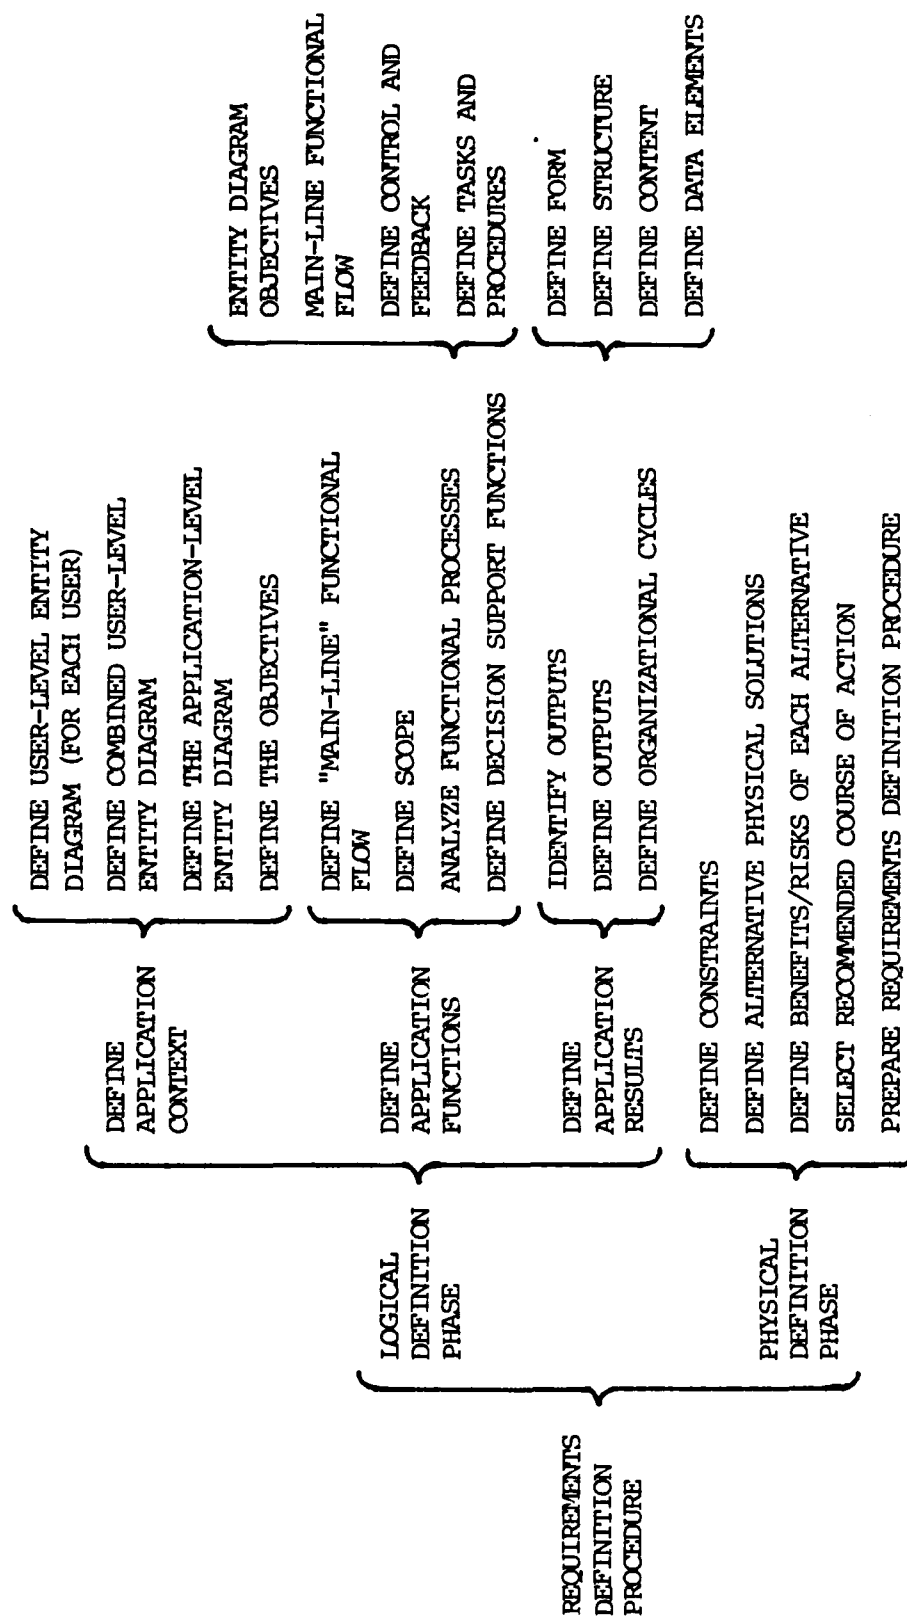 REQUIREMENTS
DEFINITION
PROCEDURE
LOGICAL
DEFINITION
PHASE
DEFINE
APPLICATION
CONTEXT
DEFINE USER-LEVEL ENTITY
DIAGRAM (FOR EACH USER)
DEFINE COMBINED USER-LEVEL
ENTITY DIAGRAM
DEFINE THE APPLICATION-LEVEL
ENTITY DIAGRAM
DEFINE THE OBJECTIVES
DEFINE
APPLICATION
FUNCTIONS
DEFINE "MAIN-LINE" FUNCTIONAL
FLOW
DEFINE SCOPE
ANALYZE FUNCTIONAL PROCESSES
DEFINE DECISION SUPPORT FUNCTIONS
ENTITY DIAGRAM
OBJECTIVES
MAIN-LINE FUNCTIONAL
FLOW
DEFINE CONTROL AND
FEEDBACK
DEFINE TASKS AND
PROCEDURES
DEFINE
APPLICATION
RESULTS
IDENTIFY OUTPUTS
DEFINE OUTPUTS
DEFINE ORGANIZATIONAL CYCLES
DEFINE FORM
DEFINE STRUCTURE
DEFINE CONTENT
DEFINE DATA ELEMENTS
PHYSICAL
DEFINITION
PHASE
DEFINE CONSTRAINTS
DEFINE ALTERNATIVE PHYSICAL SOLUTIONS
DEFINE BENEFITS/RISKS OF EACH ALTERNATIVE
SELECT RECOMMENDED COURSE OF ACTION
PREPARE REQUIREMENTS DEFINITION PROCEDURE